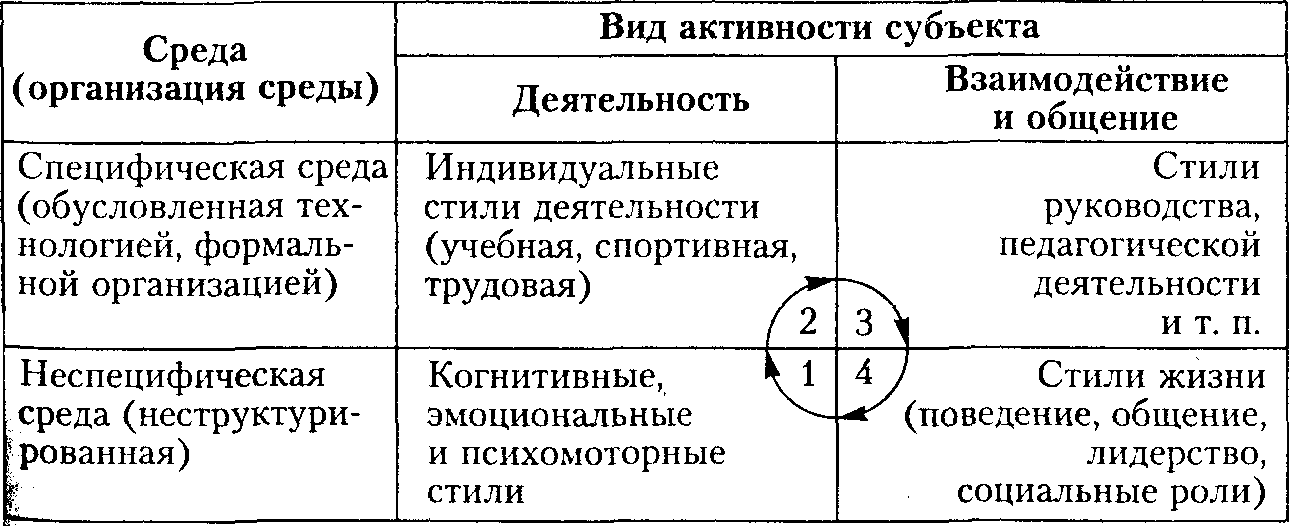 Среда
(организация среды)
Вид активности субъекта
Деятельность
Взаимодействие
и общение
Специфическая среда
(обусловленная тех-
нологией, формаль-
ной организацией)
Индивидуальные
стили деятельности
(учебная, спортивная,
трудовая)
Стили
руководства,
педагогической
деятельности
и т. п.
2 3
1 4
Неспецифическая
среда (неструктури-
рованная)
Когнитивные,
эмоциональные
и психомоторные
стили
Стили жизни
(поведение, общение,
лидерство,
социальные роли)